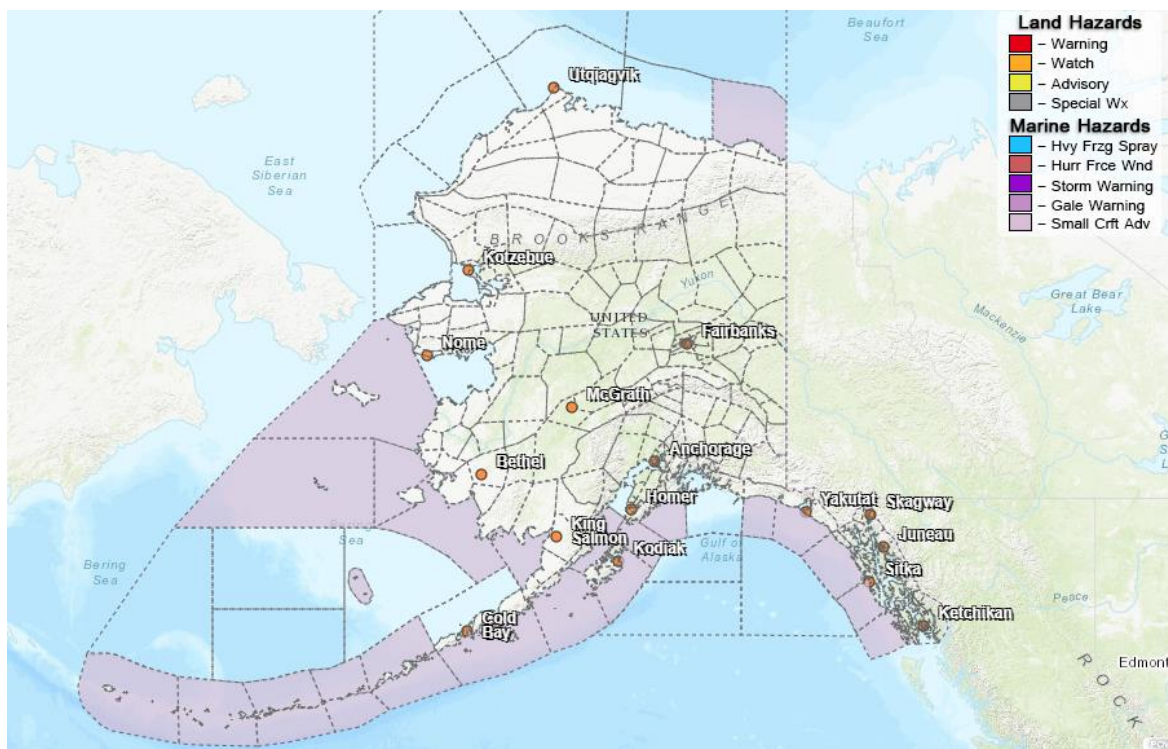 Beaufort
Sea
Land Hazards
– Warning
– Watch
– Advisory
– Special Wx
Marine Hazards
– Hvy Frzg Spray
– Hurr Frce Wnd
– Storm Warning
– Gale Warning
– Small Crft Adv
Utqiagvik
East
Siberian
Sea
BROOKS RANGE
Kotzebue
Yukon
Great Bear
Lake
Mackenzie
UNITED
STATES
Fairbanks
Nome
McGrath
Anchorage
Bethel
Homer
Yakutat
Skagway
King
Salmon
Juneau
Sea
Gulf of
Alaska
Kodiak
Bering
Sea
Sitka
Peace
Cold
Bay
Ketchikan
Edmont
ROCK